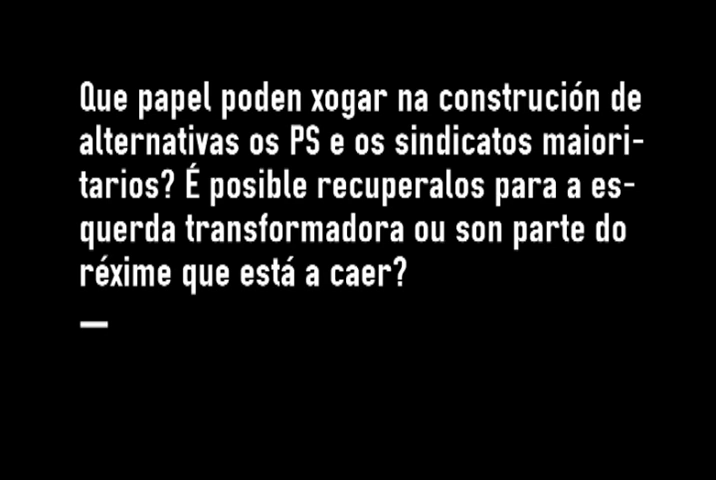 Que papel poden xogar na construción de
alternativas os PS e os sindicatos maiori-
tarios? É posible recuperalos para a es-
querda transformadora ou son parte do
réxime que está a caer?